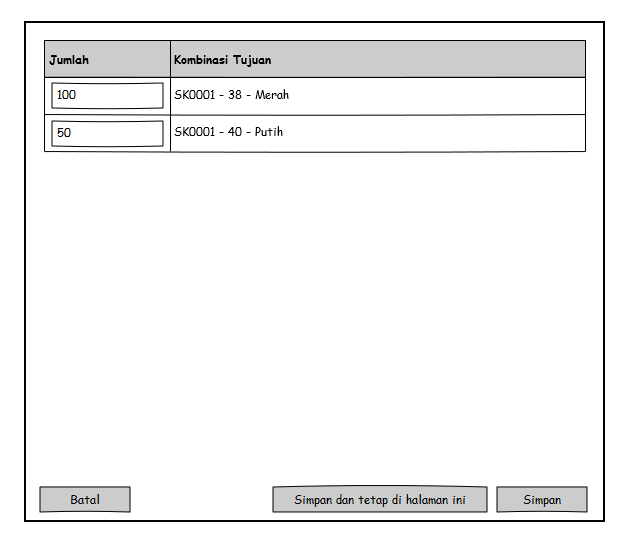 Jumlah Kombinasi Tujuan
100 SK0001 - 38 - Merah
50 SK0001 - 40 - Putih
Batal Simpan dan tetap di halaman ini Simpan